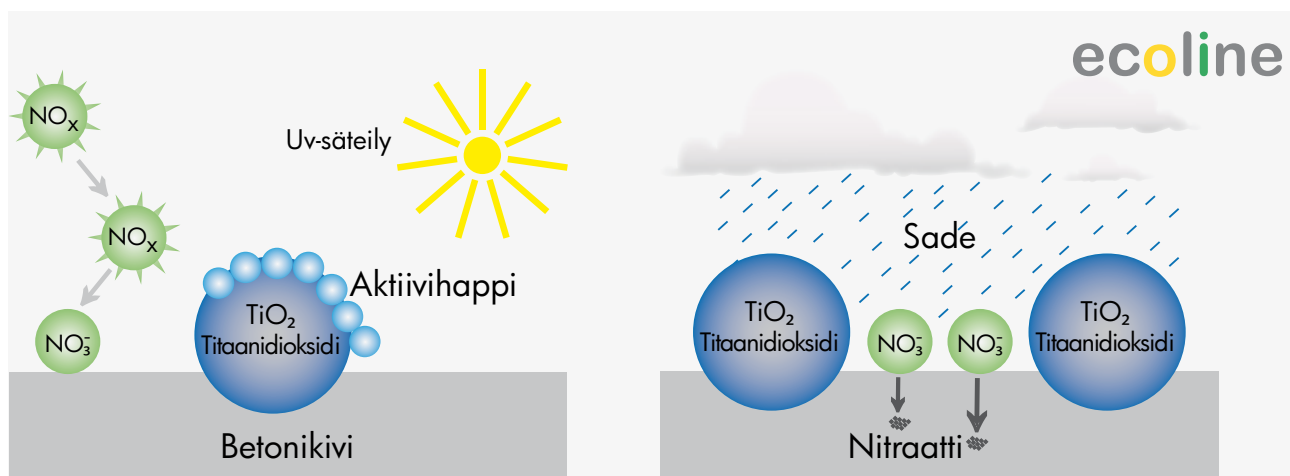 ecoline
NOx
Uv-säteily
NOx
Aktiivihappi
NO₃⁻
TiO₂
Titaanidioksidi
Betonikivi
Sade
TiO₂
Titaanidioksidi
NO₃⁻
NO₃⁻
TiO₂
Titaanidioksidi
Nitraatti